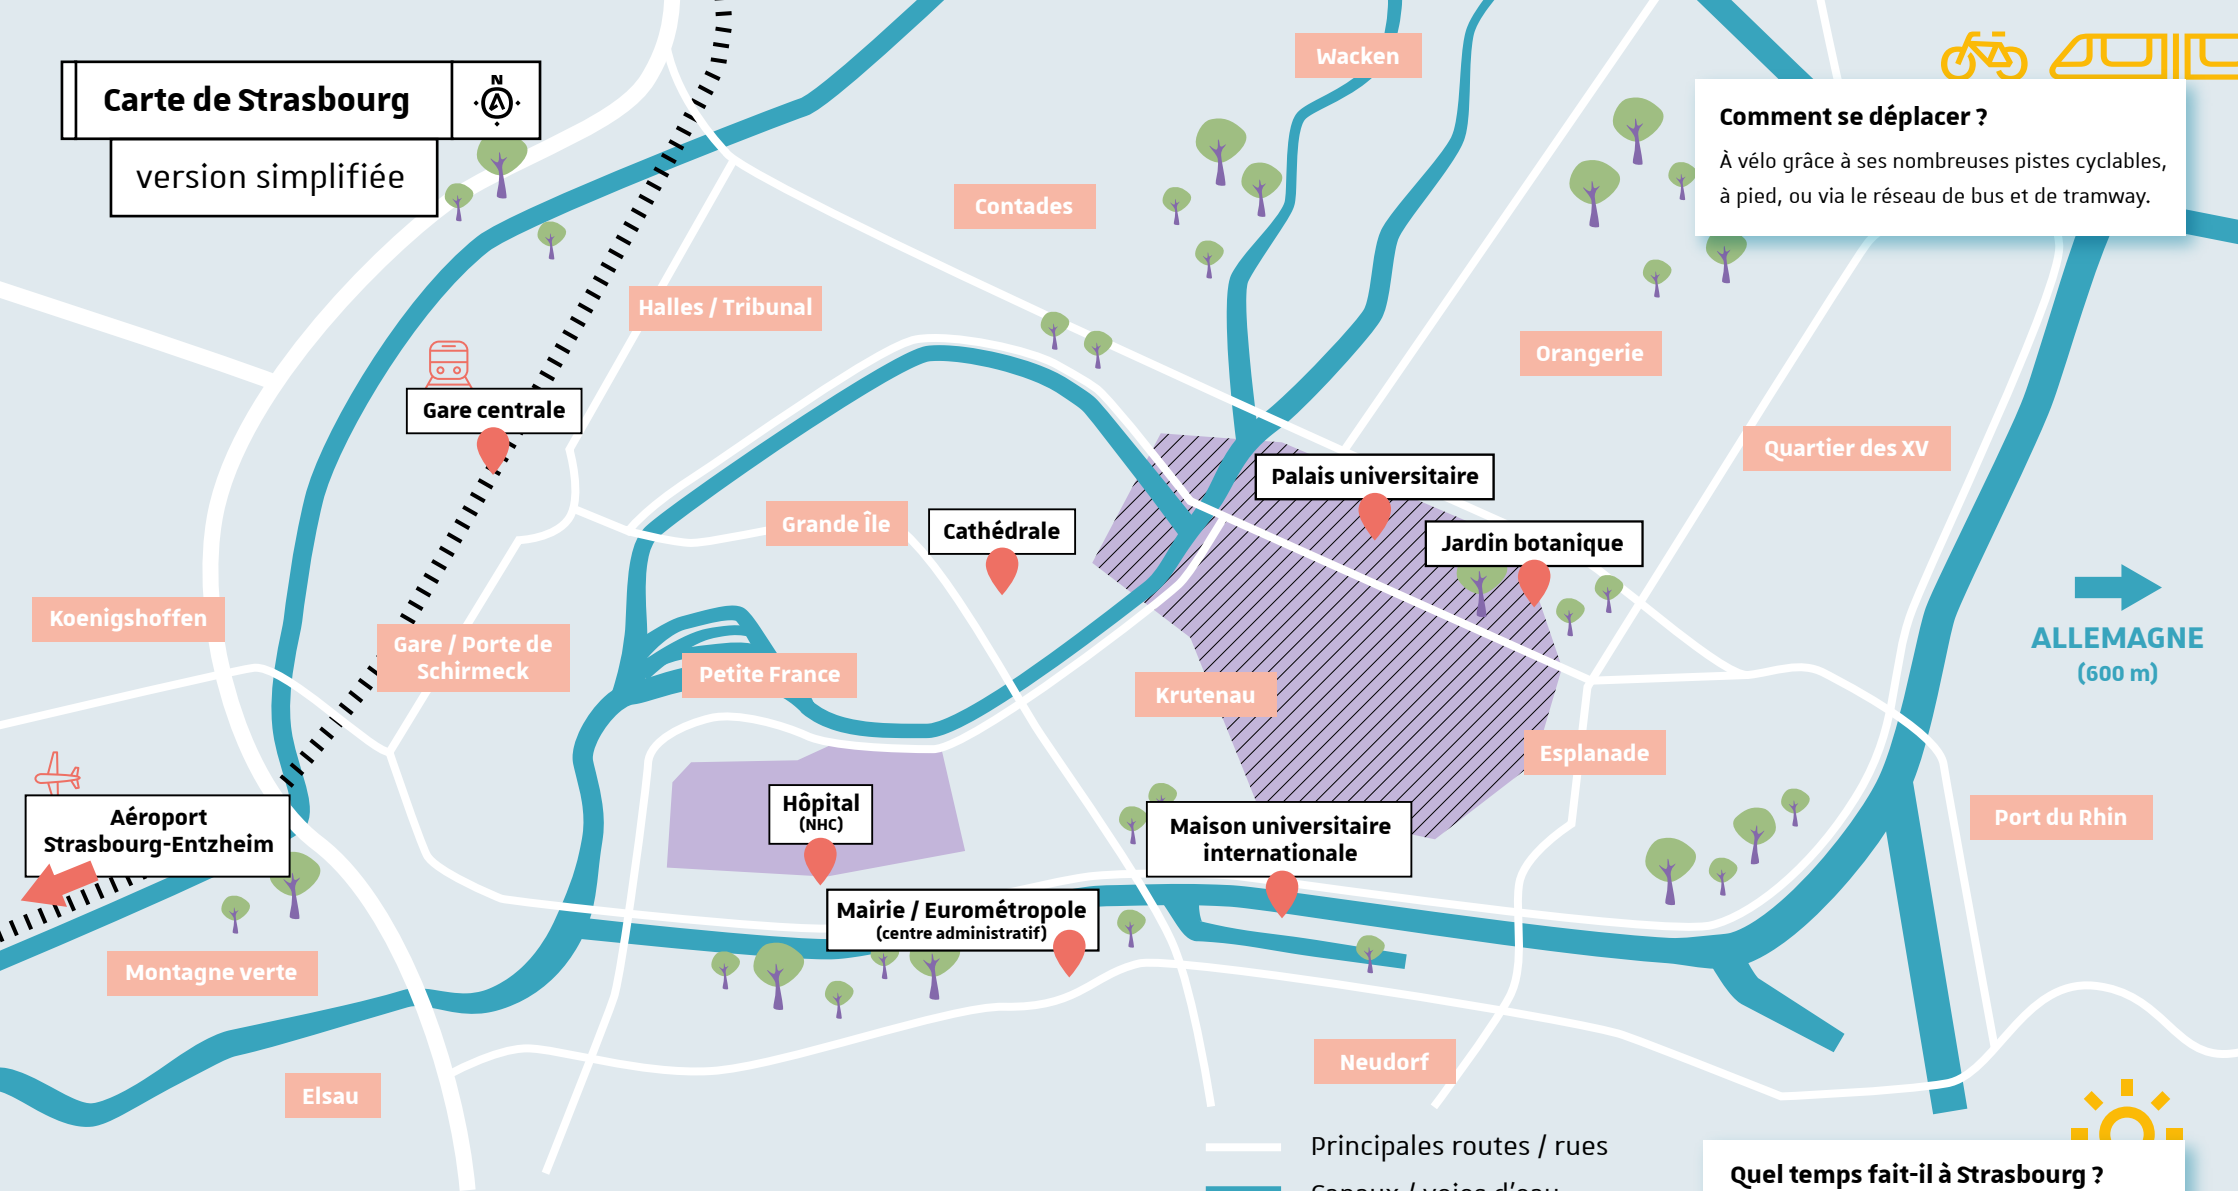 Carte de Strasbourg
N
version simplifiée
Wacken
Comment se déplacer ?
À vélo grâce à ses nombreuses pistes cyclables,
à pied, ou via le réseau de bus et de tramway.
Contades
Halles / Tribunal
Orangerie
Gare centrale
Quartier des XV
Palais universitaire
Grande Île
Cathédrale
Jardin botanique
Koenigshoffen
Gare / Porte de
Schirmeck
Petite France
ALLEMAGNE
(600 m)
Krutenau
Esplanade
Aéroport
Strasbourg-Entzheim
Hôpital
(NHC)
Port du Rhin
Maison universitaire
internationale
Mairie / Eurométropole
(centre administratif)
Montagne verte
Neudorf
Elsau
Principales routes / rues
Canaux / voies d'eau
Quel temps fait-il à Strasbourg ?